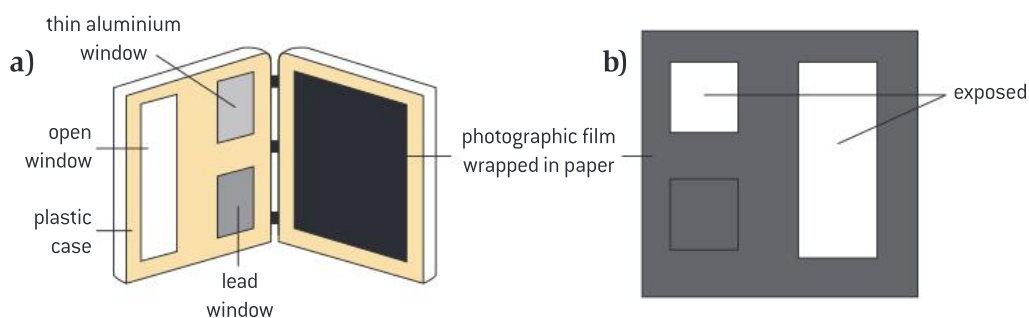 a)
thin aluminium
window
open
window
plastic
case
lead
window
photographic film
wrapped in paper
b)
exposed